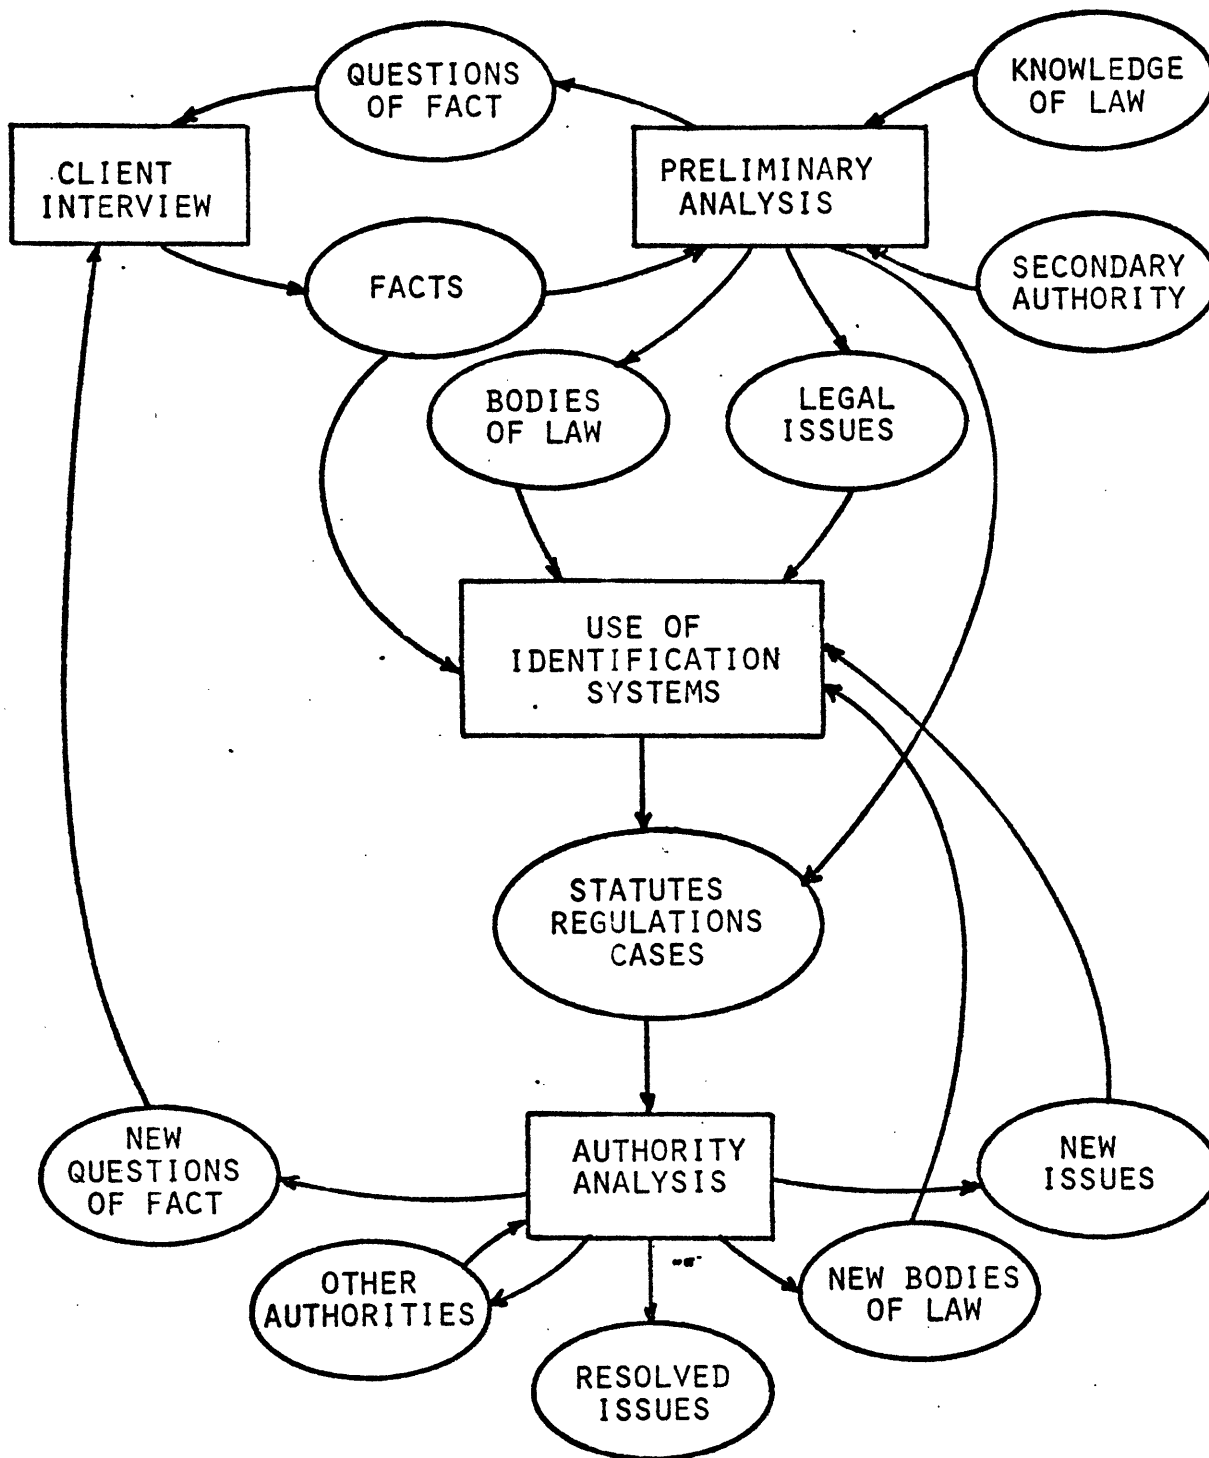 QUESTIONS
OF FACT
KNOWLEDGE
OF LAW
CLIENT
INTERVIEW
PRELIMINARY
ANALYSIS
FACTS
SECONDARY
AUTHORITY
BODIES
OF LAW
LEGAL
ISSUES
USE OF
IDENTIFICATION
SYSTEMS
STATUTES
REGULATIONS
CASES
NEW
QUESTIONS
OF FACT
AUTHORITY
ANALYSIS
NEW
ISSUES
OTHER
AUTHORITIES
NEW BODIES
OF LAW
RESOLVED
ISSUES